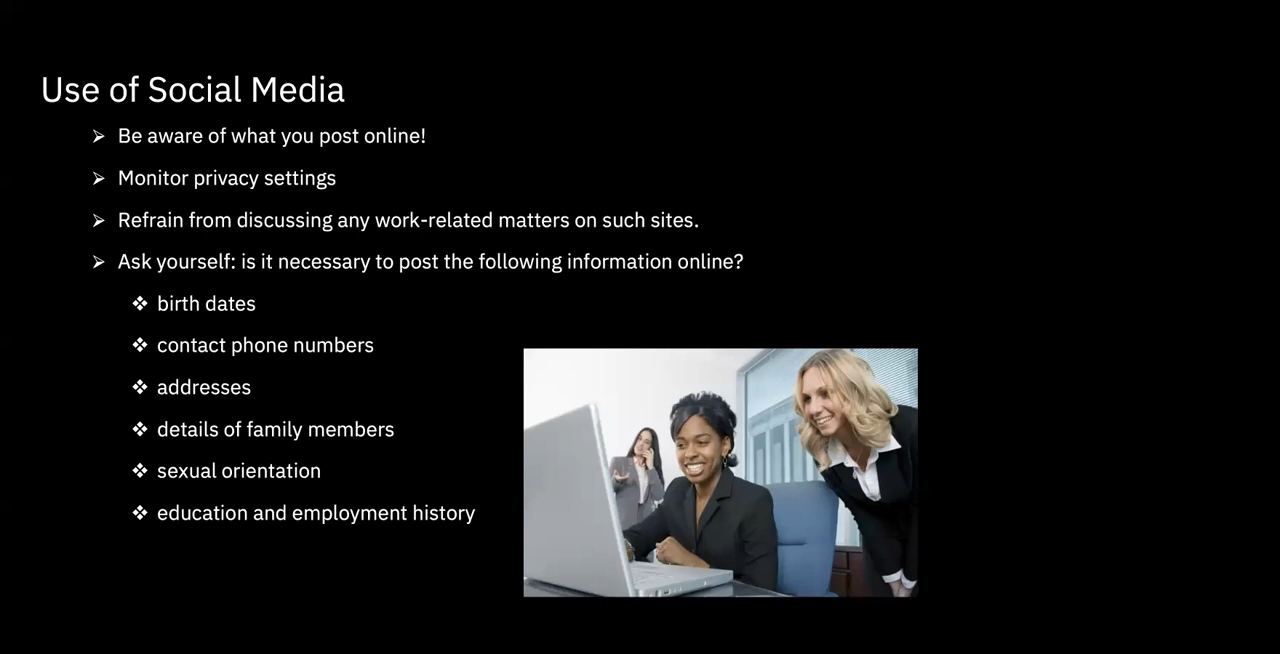 Use of Social Media
➢ Be aware of what you post online!
➢ Monitor privacy settings
➢ Refrain from discussing any work-related matters on such sites.
➢ Ask yourself: is it necessary to post the following information online?
❖ birth dates
❖ contact phone numbers
❖ addresses
❖ details of family members
❖ sexual orientation
❖ education and employment history